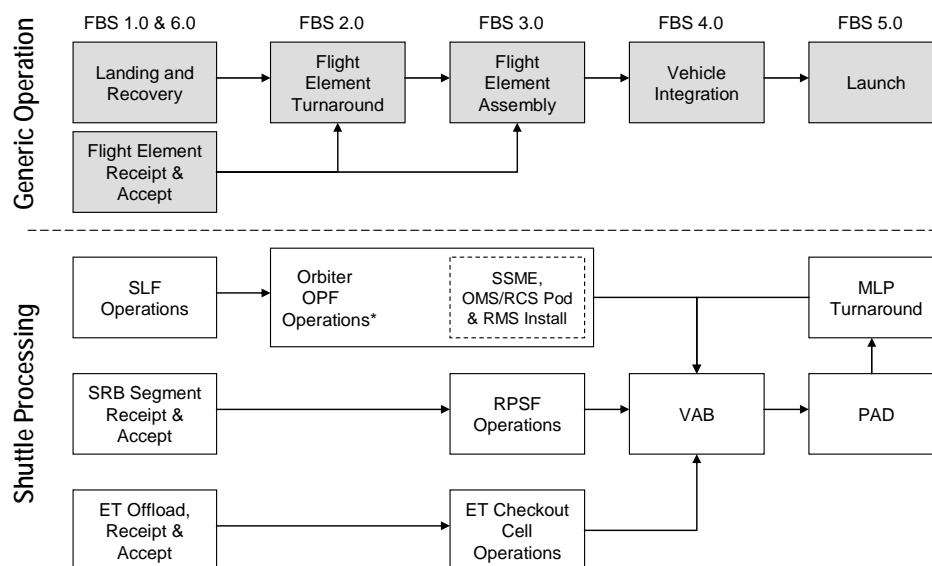 FBS 1.0 & 6.0
FBS 2.0
FBS 3.0
FBS 4.0
FBS 5.0
Generic Operation
Landing and
Recovery
Flight
Element
Turnaround
Flight
Element
Assembly
Vehicle
Integration
Launch
Flight Element
Receipt &
Accept
Shuttle Processing
SLF
Operations
Orbiter
OPF
Operations*
SSME,
OMS/RCS Pod
& RMS Install
MLP
Turnaround
SRB Segment
Receipt &
Accept
RPSF
Operations
VAB
PAD
ET Offload,
Receipt &
Accept
ET Checkout
Cell
Operations